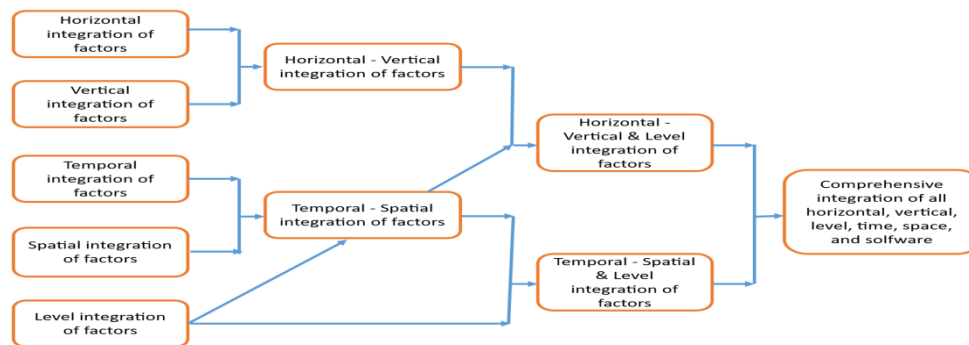 Horizontal
integration of
factors
Vertical
integration of
factors
Horizontal - Vertical
integration of factors
Temporal
integration of
factors
Spatial integration
of factors
Temporal - Spatial
integration of factors
Level integration
of factors
Horizontal -
Vertical & Level
integration of
factors
Temporal - Spatial
& Level
integration of
factors
Comprehensive
integration of all
horizontal, vertical,
level, time, space,
and solfware